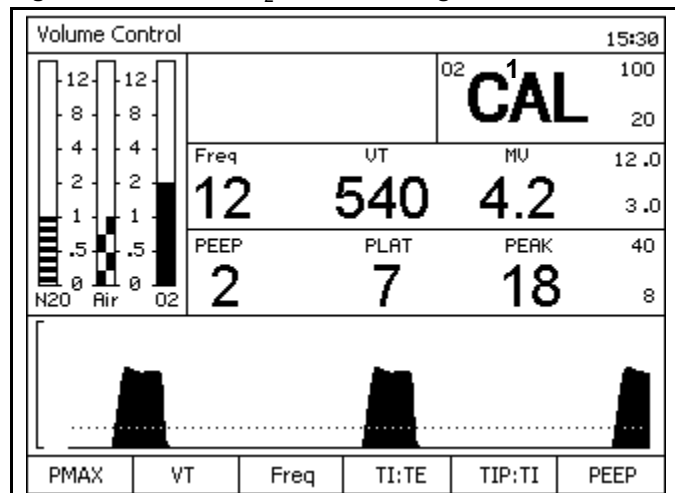 Volume Control 15:30
12 12
8 8
4 4
2 2
1 1
.5 .5
0 0
N2O Air O2
O2 CAL 1 100
20
Freq VT MV 12.0
12 540 4.2 3.0
PEEP PLAT PEAK 40
2 7 18 8
PMAX VT Freq TI:TE TIP:TI PEEP